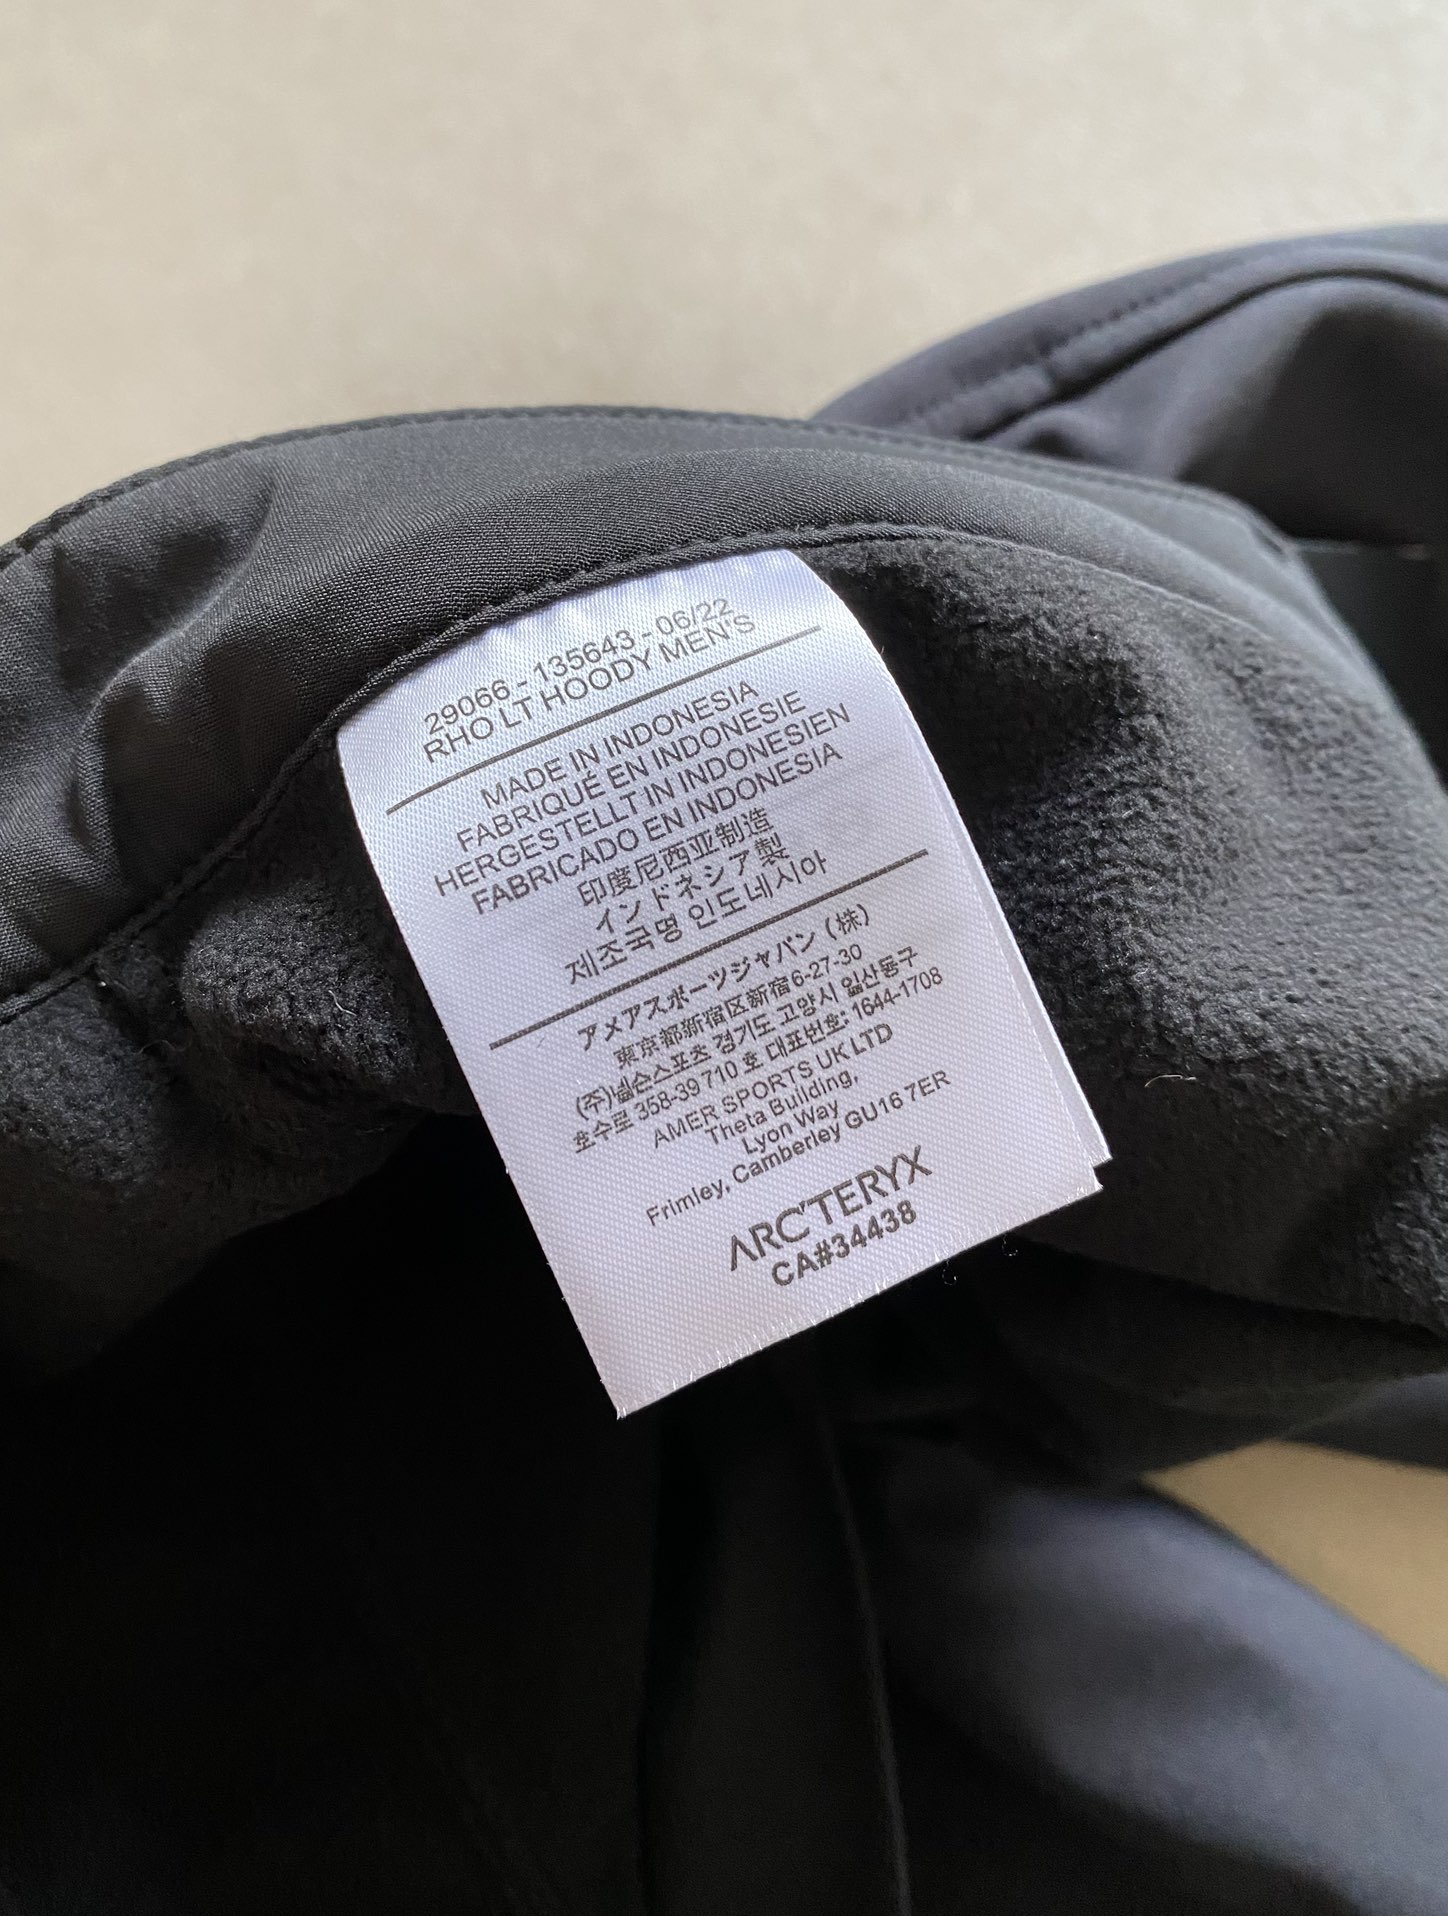 29066 - 135643 - 06/22
RHO LT HOODY MEN'S
MADE IN INDONESIA
FABRIQUÉ EN INDONESIE
HERGESTELLT IN INDONESIEN
FABRICADO EN INDONESIA
印度尼西亚制造
インドネシア製
제조국명 인도네시아
アメアスポーツジャパン（株）
東京都新宿区新宿6-27-30
(주)넬슨스포츠 경기도 고양시 일산동구
호수로 358-39 710 호 대표번호: 1644-1708
AMER SPORTS UK LTD
Theta Building,
Lyon Way
Frimley, Camberley GU16 7ER
ARC'TERYX
CA#34438